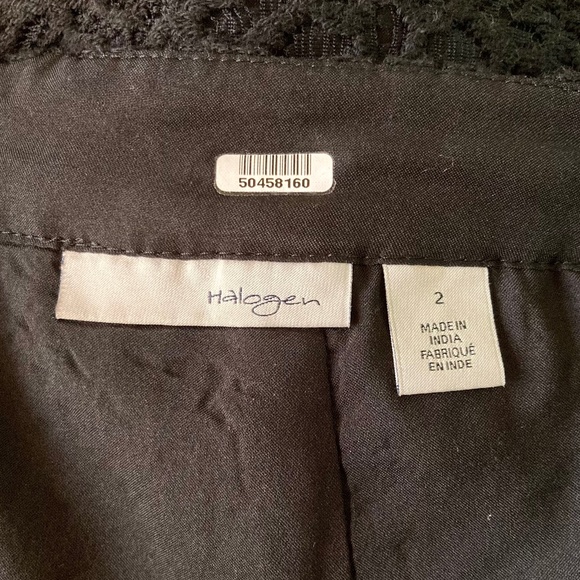 50458160
Halogen
2
MADE IN
INDIA
FABRIQUÉ
EN INDE